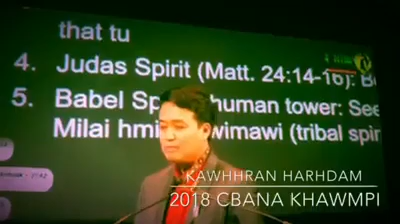 that tu
4. Judas Spirit (Matt. 24:14-16): B
5. Babel Sp human tower: See
Milai hmi wimawi (tribal spir
KAWHHRAN HARHDAM
2018 CBANA KHAWMPI